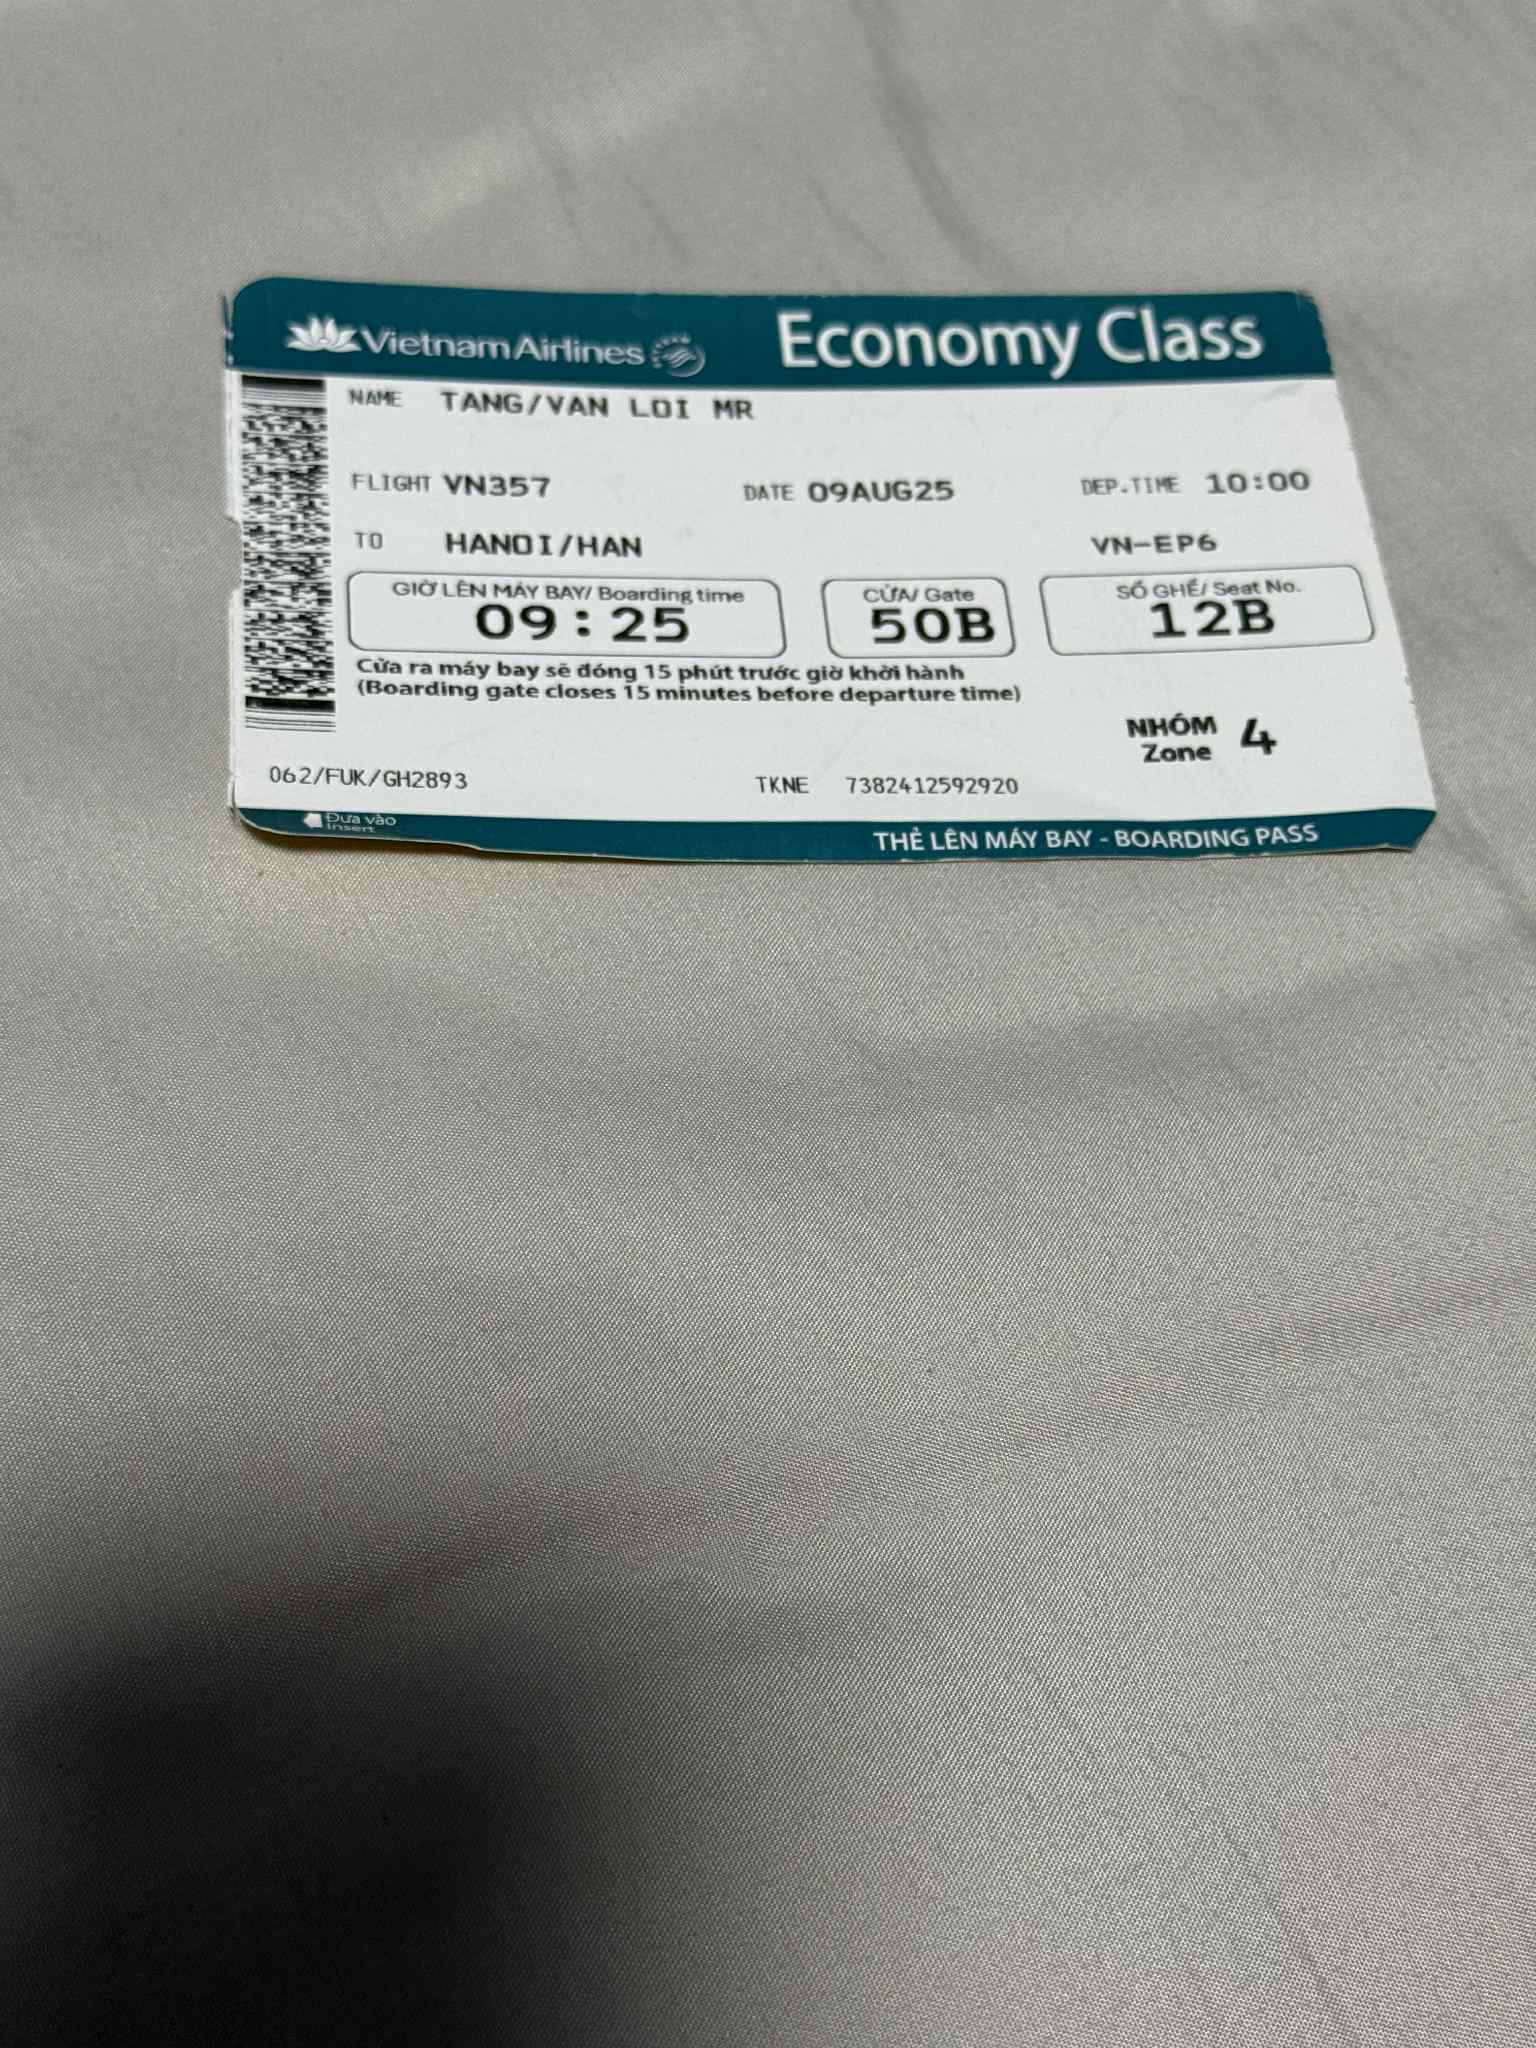 Vietnam Airlines Economy Class
NAME TANG/VAN LOI MR
FLIGHT VN357 DATE 09AUG25 DEP.TIME 10:00
TO HANOI/HAN VN-EP6
GIỜ LÊN MÁY BAY/ Boarding time CỬA/ Gate SỐ GHẾ/ Seat No.
09:25 50B 12B
Cửa ra máy bay sẽ đóng 15 phút trước giờ khởi hành
(Boarding gate closes 15 minutes before departure time)
NHÓM
Zone 4
062/FUK/GH2893 TKNE 7382412592920
Đưa vào
Insert
THẺ LÊN MÁY BAY - BOARDING PASS